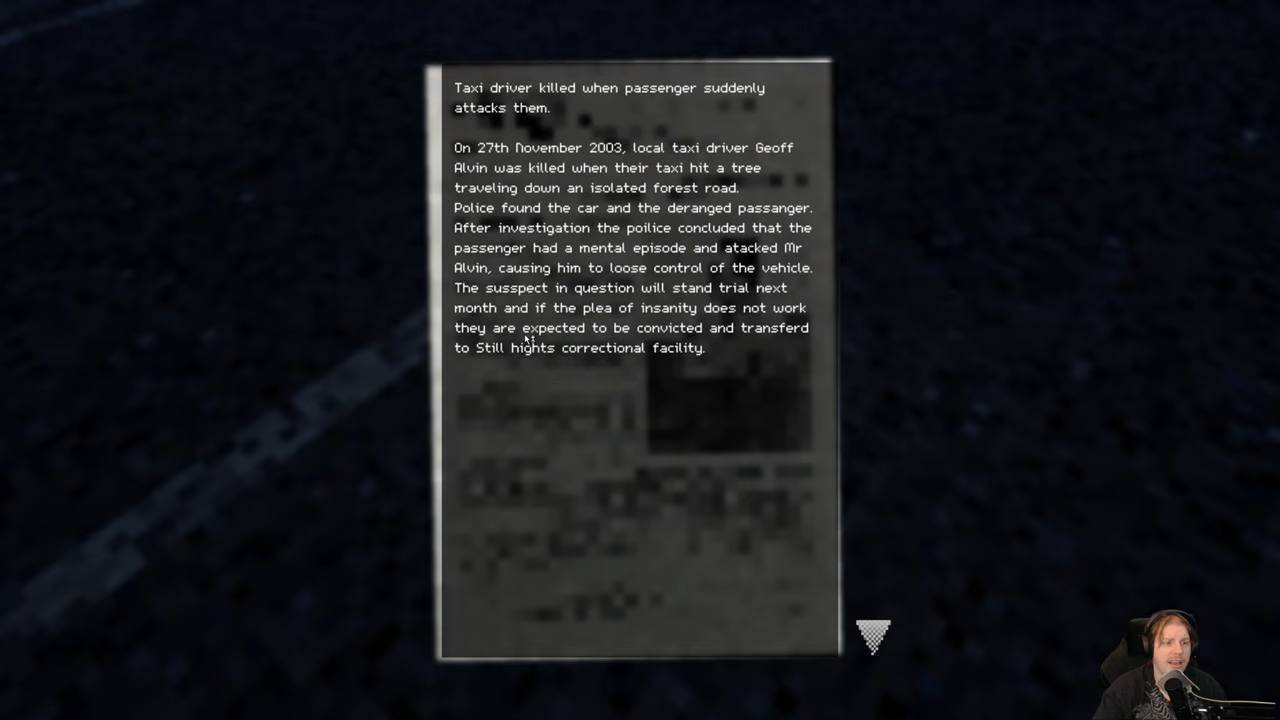 Taxi driver killed when passenger suddenly
attacks them.
On 27th November 2003, local taxi driver Geoff
Alvin was killed when their taxi hit a tree
traveling down an isolated forest road.
Police found the car and the deranged passanger.
After investigation the poilice concluded that the
passenger had a mental episode and atacked Mr
Alvin, causing him to loose control of the vehicle.
The susspect in question will stand trial next
month and if the plea of insanity does not work
they are expected to be convicted and transferd
to Still hights correctional facility.